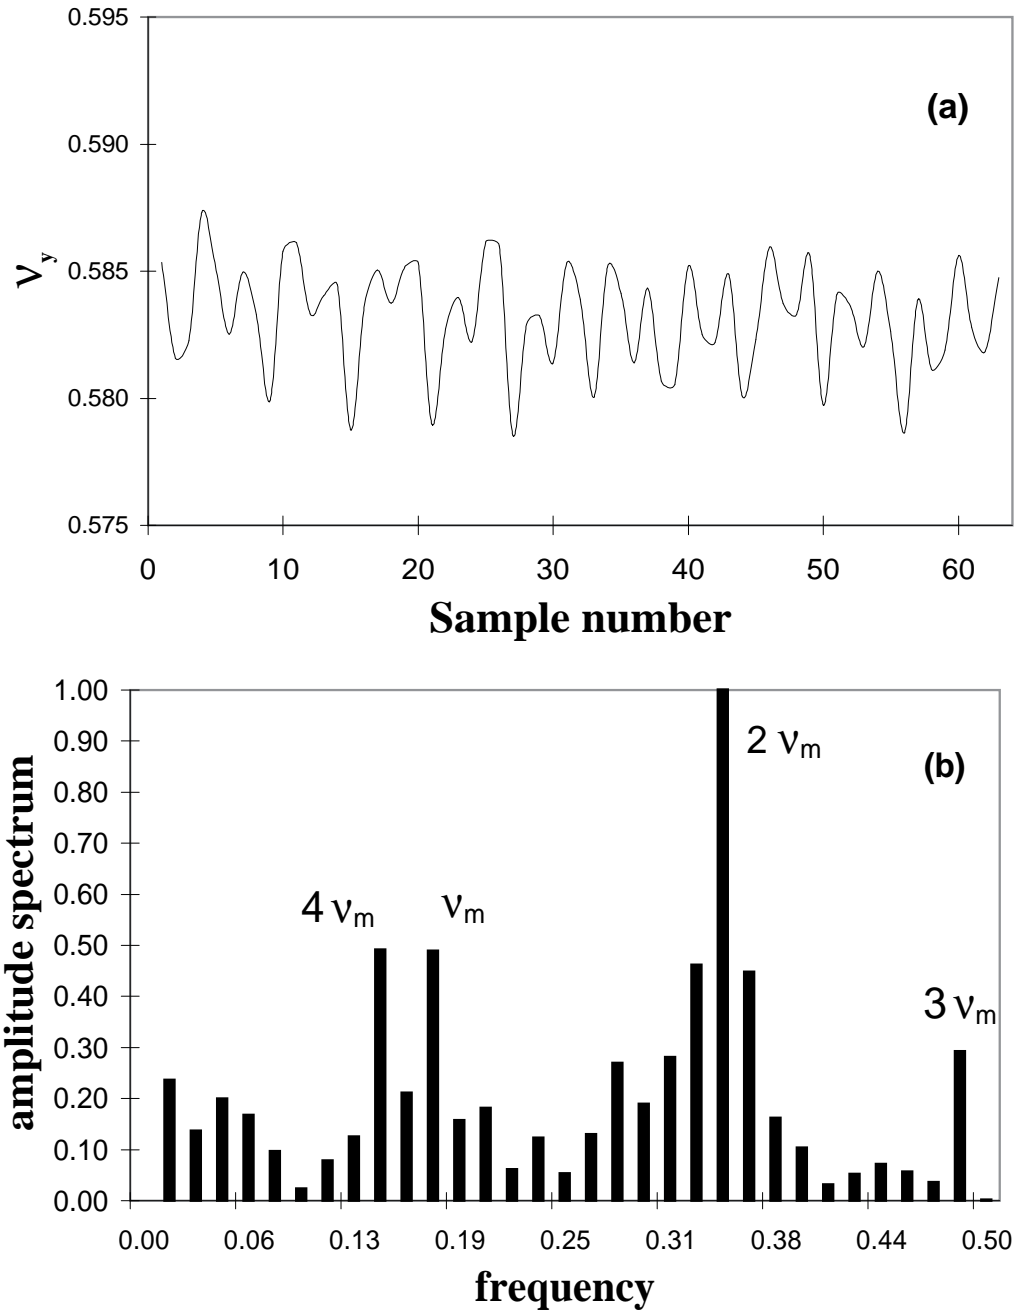 0.595
(a)
0.590
0.585
ν_y
0.580
0.575
0 10 20 30 40 50 60
Sample number
1.00
0.90
2 ν_m
(b)
0.80
0.70
0.60
4 ν_m ν_m
0.50
0.40
3 ν_m
0.30
0.20
0.10
0.00
amplitude spectrum
0.00 0.06 0.13 0.19 0.25 0.31 0.38 0.44 0.50
frequency